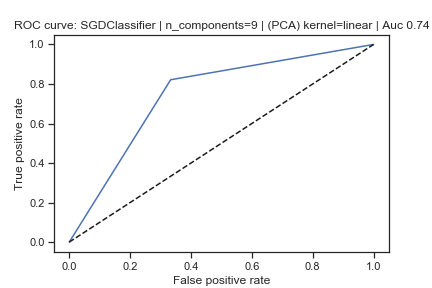 ROC curve: SGDClassifier | n_components=9 | (PCA) kernel=linear | Auc 0.74
1.0
0.8
0.6
0.4
0.2
0.0
True positive rate
0.0 0.2 0.4 0.6 0.8 1.0
False positive rate